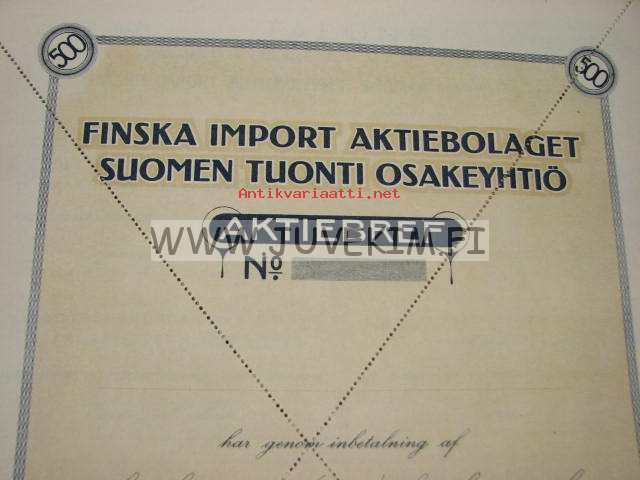 500
500
FINSKA IMPORT AKTIEBOLAGET
SUOMEN TUONTI OSAKEYHTIÖ
Antikvariaatti.net
AKTIEBREF
WWW.JUVEKIM.FI
Nº
har genom inbetalning af